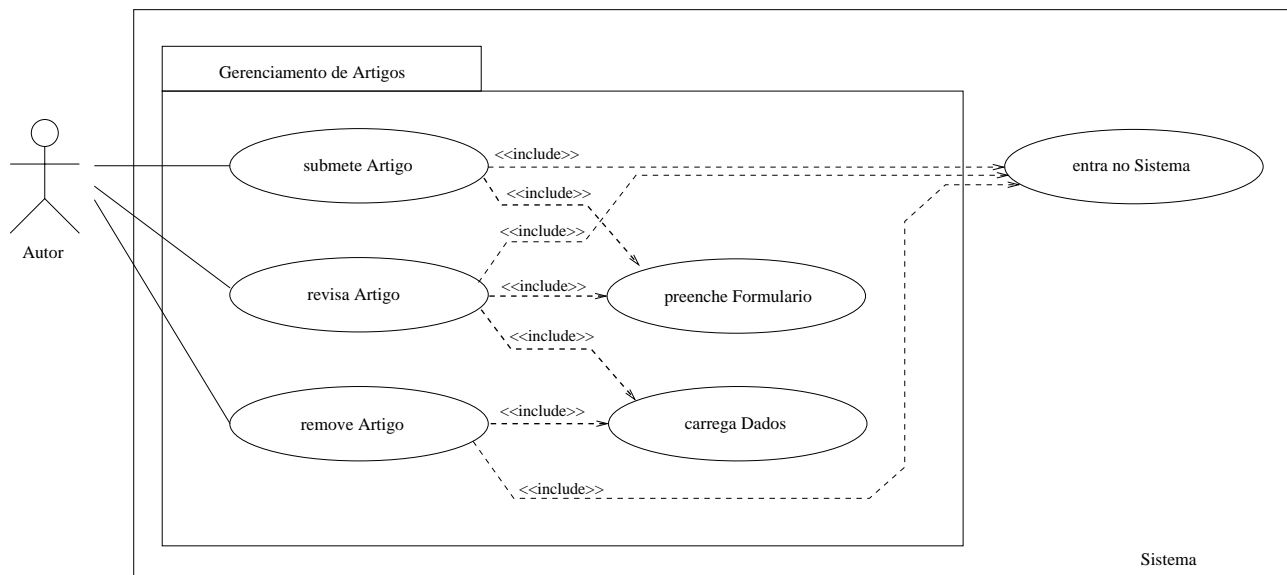 Gerenciamento de Artigos
submete Artigo
<<include>>
entra no Sistema
<<include>>
<<include>>
Autor
revisa Artigo
<<include>>
preenche Formulario
<<include>>
remove Artigo
<<include>>
carrega Dados
<<include>>
Sistema